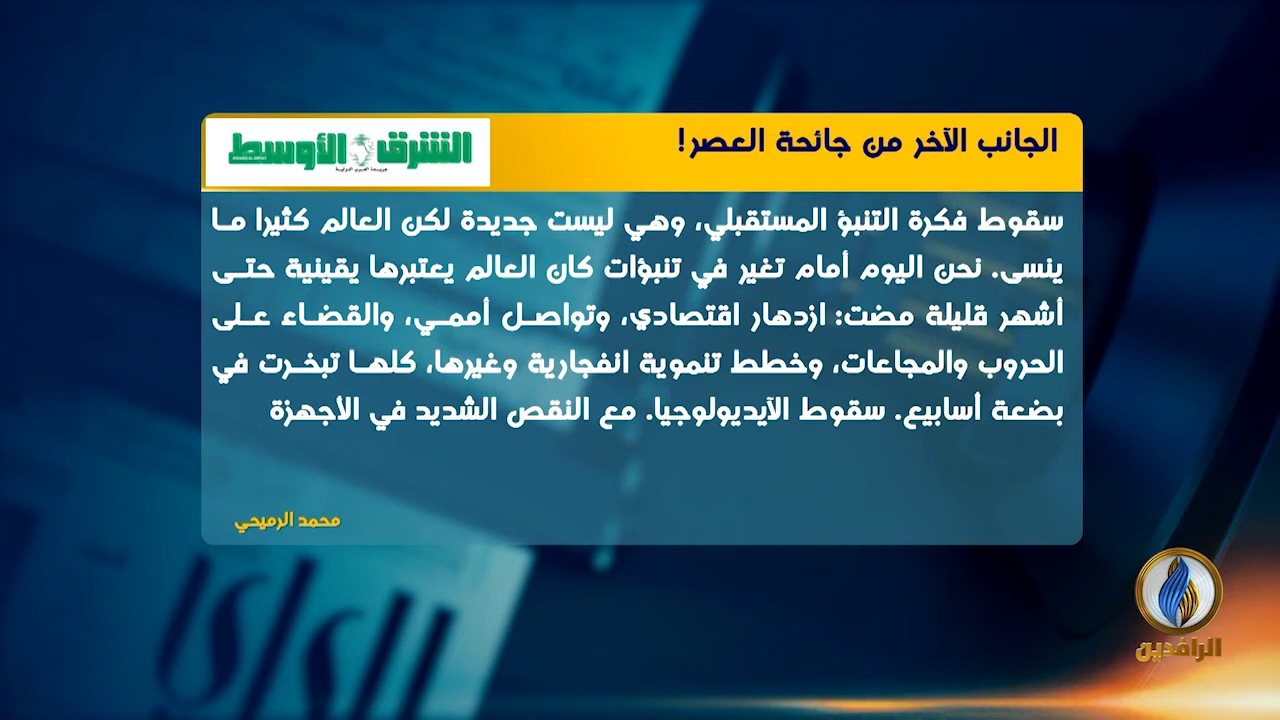 الجانب الآخر من جائحة العصر!
الشرق الأوسط
سقوط فكرة التنبؤ المستقبلي، وهي ليست جديدة لكن العالم كثيرا ما
ينسى. نحن اليوم أمام تغير في تنبؤات كان العالم يعتبرها يقينية حتى
أشهر قليلة مضت: ازدهار اقتصادي، وتواصل أممي، والقضاء على
الحروب والمجاعات، وخطط تنموية انفجارية وغيرها، كلها تبخرت في
بضعة أسابيع. سقوط الآيديولوجيا. مع النقص الشديد في الأجهزة
محمد الرميحي
الرافدين